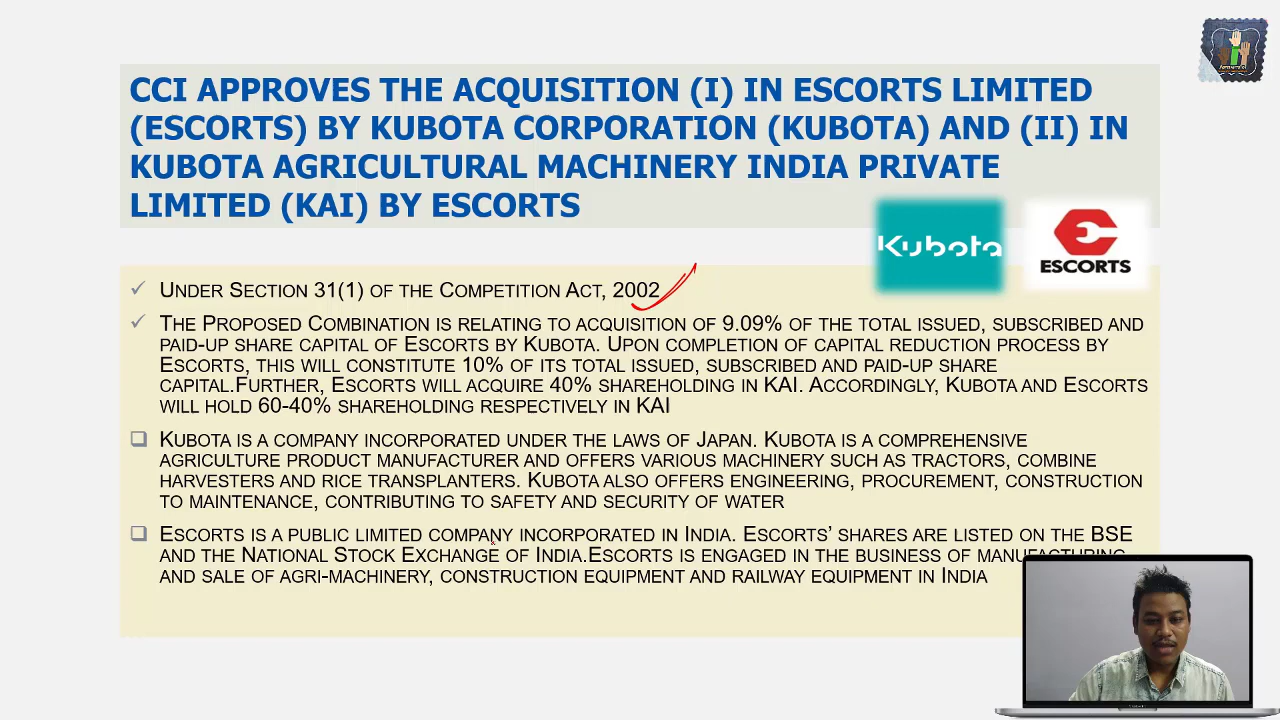 CCI APPROVES THE ACQUISITION (I) IN ESCORTS LIMITED
(ESCORTS) BY KUBOTA CORPORATION (KUBOTA) AND (II) IN
KUBOTA AGRICULTURAL MACHINERY INDIA PRIVATE
LIMITED (KAI) BY ESCORTS
Kubota
ESCORTS
UNDER SECTION 31(1) OF THE COMPETITION ACT, 2002
THE PROPOSED COMBINATION IS RELATING TO ACQUISITION OF 9.09% OF THE TOTAL ISSUED, SUBSCRIBED AND
PAID-UP SHARE CAPITAL OF ESCORTS BY KUBOTA. UPON COMPLETION OF CAPITAL REDUCTION PROCESS BY
ESCORTS, THIS WILL CONSTITUTE 10% OF ITS TOTAL ISSUED, SUBSCRIBED AND PAID-UP SHARE
CAPITAL.FURTHER, ESCORTS WILL ACQUIRE 40% SHAREHOLDING IN KAI. ACCORDINGLY, KUBOTA AND ESCORTS
WILL HOLD 60-40% SHAREHOLDING RESPECTIVELY IN KAI
KUBOTA IS A COMPANY INCORPORATED UNDER THE LAWS OF JAPAN. KUBOTA IS A COMPREHENSIVE
AGRICULTURE PRODUCT MANUFACTURER AND OFFERS VARIOUS MACHINERY SUCH AS TRACTORS, COMBINE
HARVESTERS AND RICE TRANSPLANTERS. KUBOTA ALSO OFFERS ENGINEERING, PROCUREMENT, CONSTRUCTION
TO MAINTENANCE, CONTRIBUTING TO SAFETY AND SECURITY OF WATER
ESCORTS IS A PUBLIC LIMITED COMPANY INCORPORATED IN INDIA. ESCORTS' SHARES ARE LISTED ON THE BSE
AND THE NATIONAL STOCK EXCHANGE OF INDIA.ESCORTS IS ENGAGED IN THE BUSINESS OF MANUFACTURING
AND SALE OF AGRI-MACHINERY, CONSTRUCTION EQUIPMENT AND RAILWAY EQUIPMENT IN INDIA